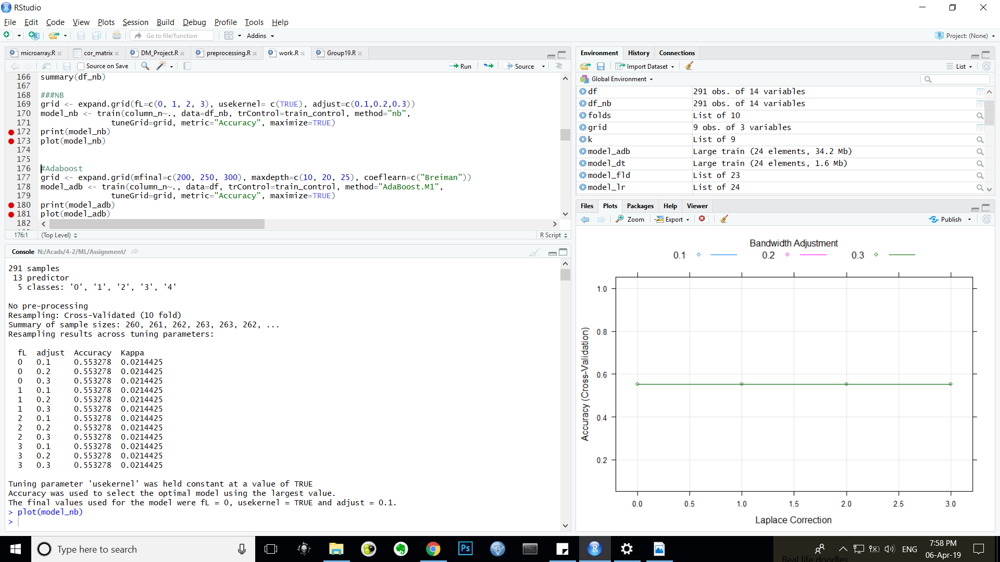 RStudio
File Edit Code View Plots Session Build Debug Profile Tools Help
Go to file/function Addins Project: (None)
microarray.R cor_matrix DM_Project.R preprocessing.R work.R Group19.R
Source on Save Run Source
166 summary(df_nb)
167
168 ###NB
169 grid <- expand.grid(fL=c(0, 1, 2, 3), usekernel= c(TRUE), adjust=c(0.1,0.2,0.3))
170 model_nb <- train(column_n~., data=df_nb, trControl=train_control, method="nb",
171 tuneGrid=grid, metric="Accuracy", maximize=TRUE)
172 print(model_nb)
173 plot(model_nb)
174
175
176 #Adaboost
177 grid <- expand.grid(mfinal=c(200, 250, 300), maxdepth=c(10, 20, 25), coeflearn=c("Breiman"))
178 model_adb <- train(column_n~., data=df, trControl=train_control, method="AdaBoost.M1",
179 tuneGrid=grid, metric="Accuracy", maximize=TRUE)
180 print(model_adb)
181 plot(model_adb)
182
176:1 (Top Level) R Script
Console N:/Acads/4-2/ML/Assignment/
291 samples
13 predictor
5 classes: '0', '1', '2', '3', '4'
No pre-processing
Resampling: Cross-Validated (10 fold)
Summary of sample sizes: 260, 261, 262, 263, 263, 262, ...
Resampling results across tuning parameters:
fL adjust Accuracy Kappa
0 0.1 0.553278 0.0214425
0 0.2 0.553278 0.0214425
0 0.3 0.553278 0.0214425
1 0.1 0.553278 0.0214425
1 0.2 0.553278 0.0214425
1 0.3 0.553278 0.0214425
2 0.1 0.553278 0.0214425
2 0.2 0.553278 0.0214425
2 0.3 0.553278 0.0214425
3 0.1 0.553278 0.0214425
3 0.2 0.553278 0.0214425
3 0.3 0.553278 0.0214425
Tuning parameter 'usekernel' was held constant at a value of TRUE
Accuracy was used to select the optimal model using the largest value.
The final values used for the model were fL = 0, usekernel = TRUE and adjust = 0.1.
> plot(model_nb)
>
Environment History Connections
Import Dataset List
Global Environment
df 291 obs. of 14 variables
df_nb 291 obs. of 14 variables
folds List of 10
grid 9 obs. of 3 variables
k List of 9
model_adb Large train (24 elements, 34.2 Mb)
model_dt Large train (24 elements, 1.6 Mb)
model_fld List of 23
model_lr List of 24
Files Plots Packages Help Viewer
Zoom Export Publish
Bandwidth Adjustment
0.1 0.2 0.3
1.0
0.8
0.6
0.4
0.2
Accuracy (Cross-Validation)
0.0 0.5 1.0 1.5 2.0 2.5 3.0
Laplace Correction
Type here to search
Ps
R
ENG
7:58 PM
06-Apr-19
Real life doodles